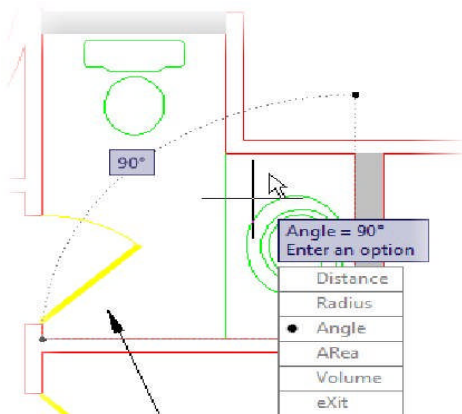 90°
Angle = 90°
Enter an option
Distance
Radius
Angle
ARea
Volume
eXit